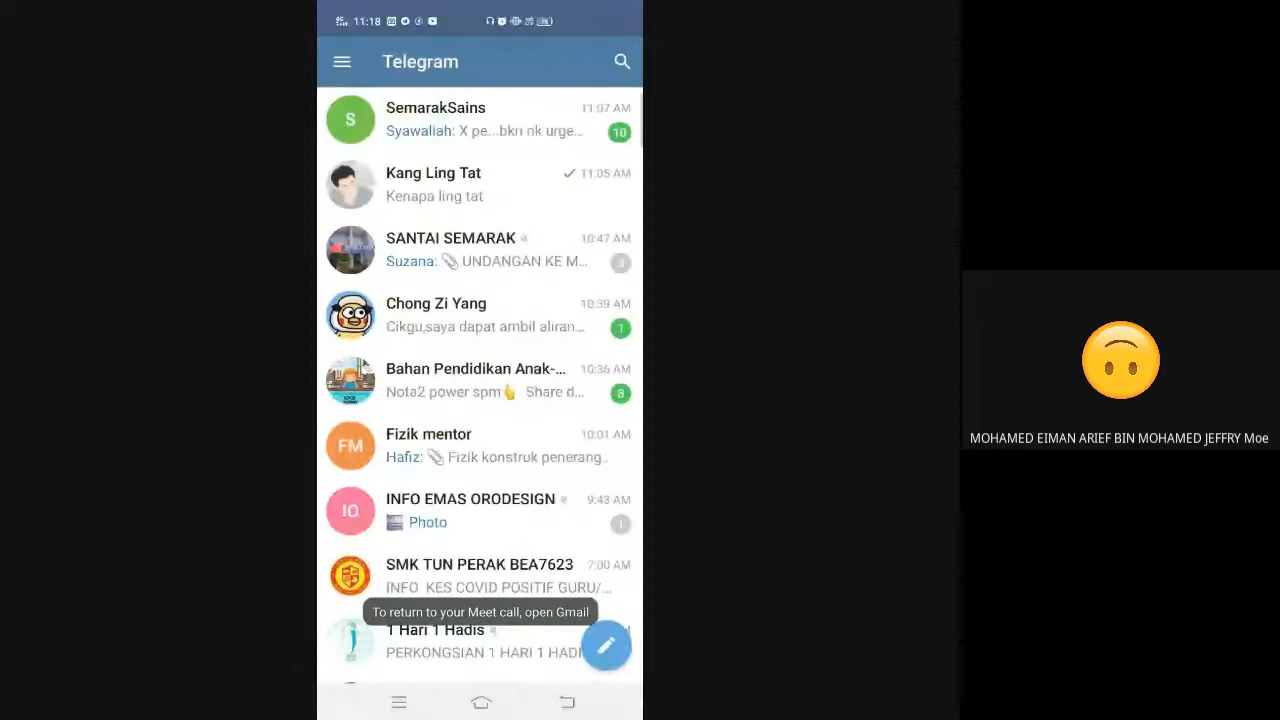 11:18
Telegram
S
SemarakSains
11:07 AM
Syawaliah: X pe...bkn nk urge...
10
Kang Ling Tat
11:05 AM
Kenapa ling tat
SANTAI SEMARAK
10:47 AM
Suzana: UNDANGAN KE M...
3
Chong Zi Yang
10:39 AM
Cikgu,saya dapat ambil aliran...
1
Bahan Pendidikan Anak-...
10:36 AM
Nota2 power spm👆 Share d...
8
FM
Fizik mentor
10:01 AM
Hafiz: Fizik konstruk penerang..
IO
INFO EMAS ORODESIGN
9:43 AM
Photo
1
SMK TUN PERAK BEA7623
7:00 AM
INFO KES COVID POSITIF GURU/...
To return to your Meet call, open Gmail
1 Hari 1 Hadis
PERKONGSIAN 1 HARI 1 HADI
MOHAMED EIMAN ARIEF BIN MOHAMED JEFFRY Moe